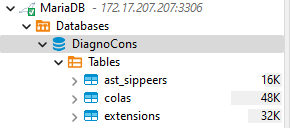 MariaDB - 172.17.207.207:3306
Databases
DiagnoCons
Tables
ast_sippeers 16K
colas 48K
extensions 32K